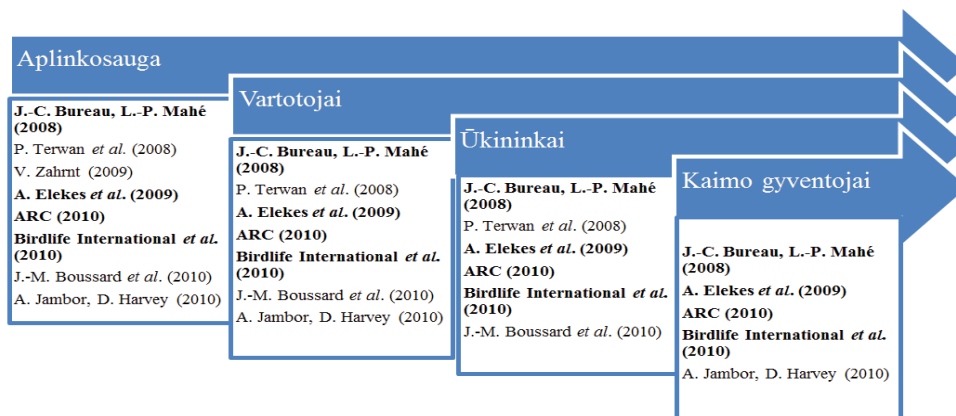 Aplinkosauga
J.-C. Bureau, L.-P. Mahé
(2008)
P. Terwan et al. (2008)
V. Zahrnt (2009)
A. Elekes et al. (2009)
ARC (2010)
Birdlife International et al.
(2010)
J.-M. Boussard et al. (2010)
A. Jambor, D. Harvey (2010)
Vartotojai
J.-C. Bureau, L.-P. Mahé
(2008)
P. Terwan et al. (2008)
A. Elekes et al. (2009)
ARC (2010)
Birdlife International et al.
(2010)
J.-M. Boussard et al. (2010)
A. Jambor, D. Harvey (2010)
Ūkininkai
J.-C. Bureau, L.-P. Mahé
(2008)
P. Terwan et al. (2008)
A. Elekes et al. (2009)
ARC (2010)
Birdlife International et al.
(2010)
J.-M. Boussard et al. (2010)
Kaimo gyventojai
J.-C. Bureau, L.-P. Mahé
(2008)
A. Elekes et al. (2009)
ARC (2010)
Birdlife International et al.
(2010)
A. Jambor, D. Harvey (2010)